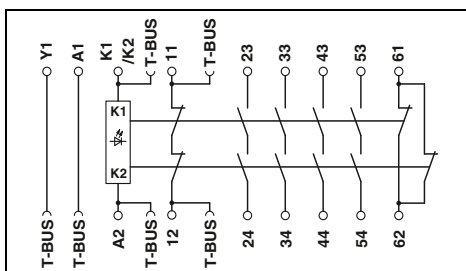 Y1
A1
K1
/K2
T-BUS
11
T-BUS
23
33
43
53
61
K1
K2
T-BUS
T-BUS
A2
T-BUS
12
T-BUS
24
34
44
54
62